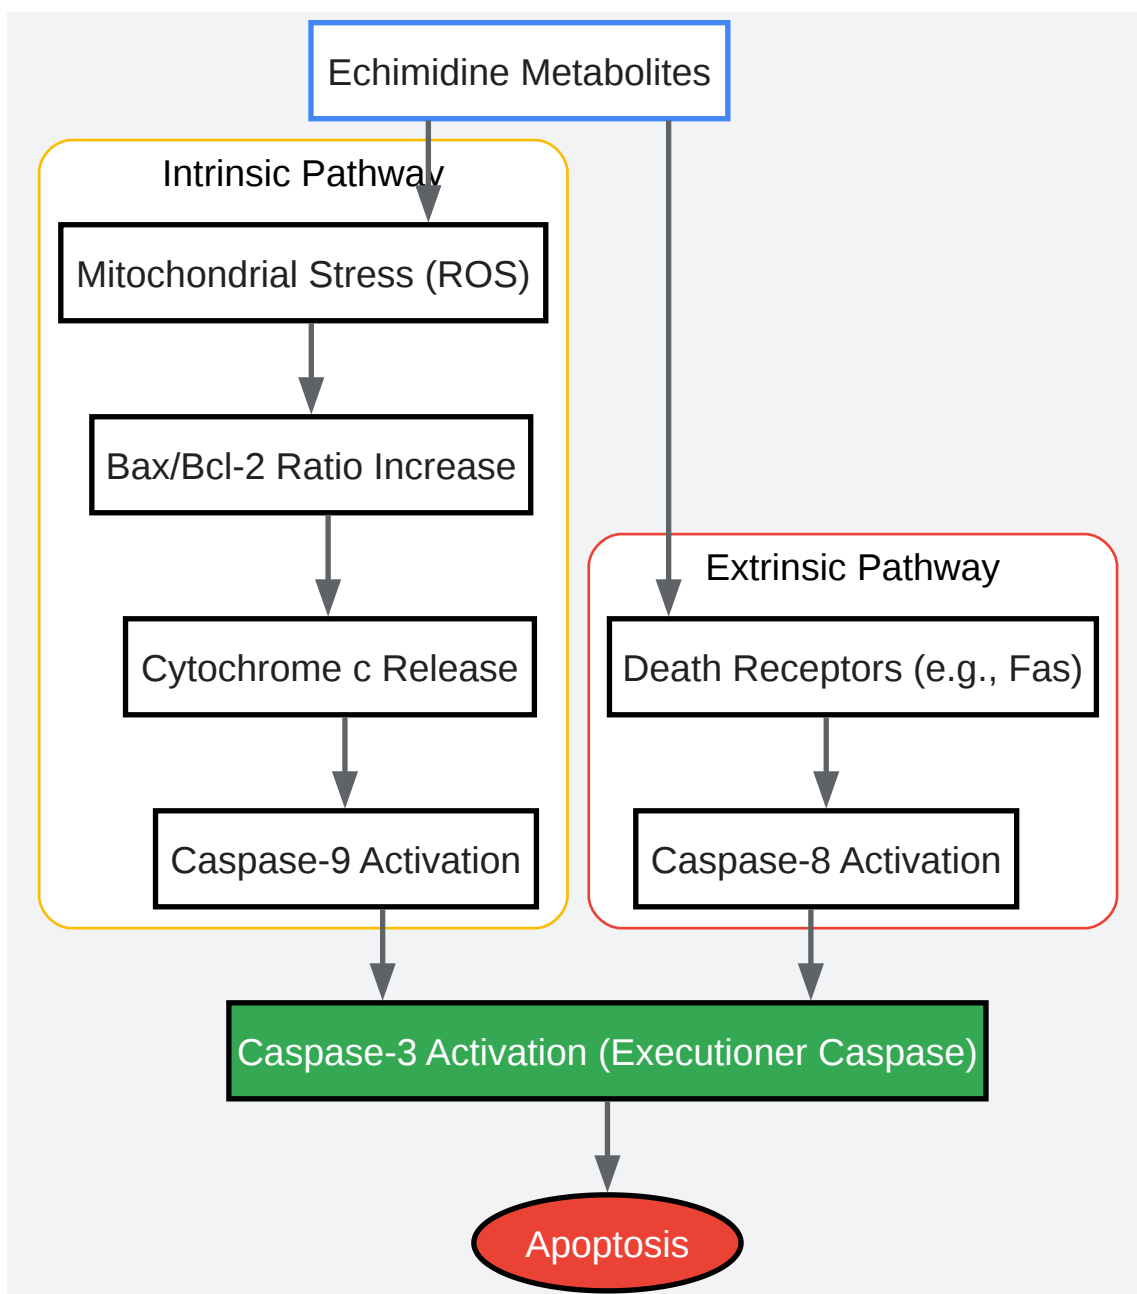 Echimidine Metabolites
Intrinsic Pathway
Mitochondrial Stress (ROS)
Bax/Bcl-2 Ratio Increase
Cytochrome c Release
Caspase-9 Activation
Extrinsic Pathway
Death Receptors (e.g., Fas)
Caspase-8 Activation
Caspase-3 Activation (Executioner Caspase)
Apoptosis